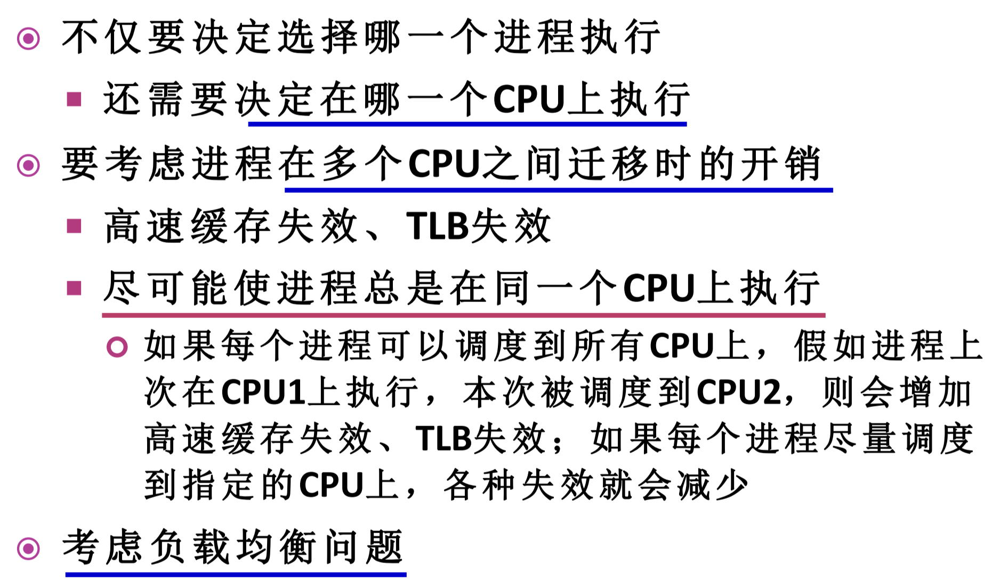 不仅要决定选择哪一个进程执行
还需要决定在哪一个CPU上执行
要考虑进程在多个CPU之间迁移时的开销
高速缓存失效、TLB失效
尽可能使进程总是在同一个CPU上执行
如果每个进程可以调度到所有CPU上，假如进程上
次在CPU1上执行，本次被调度到CPU2，则会增加
高速缓存失效、TLB失效；如果每个进程尽量调度
到指定的CPU上，各种失效就会减少
考虑负载均衡问题